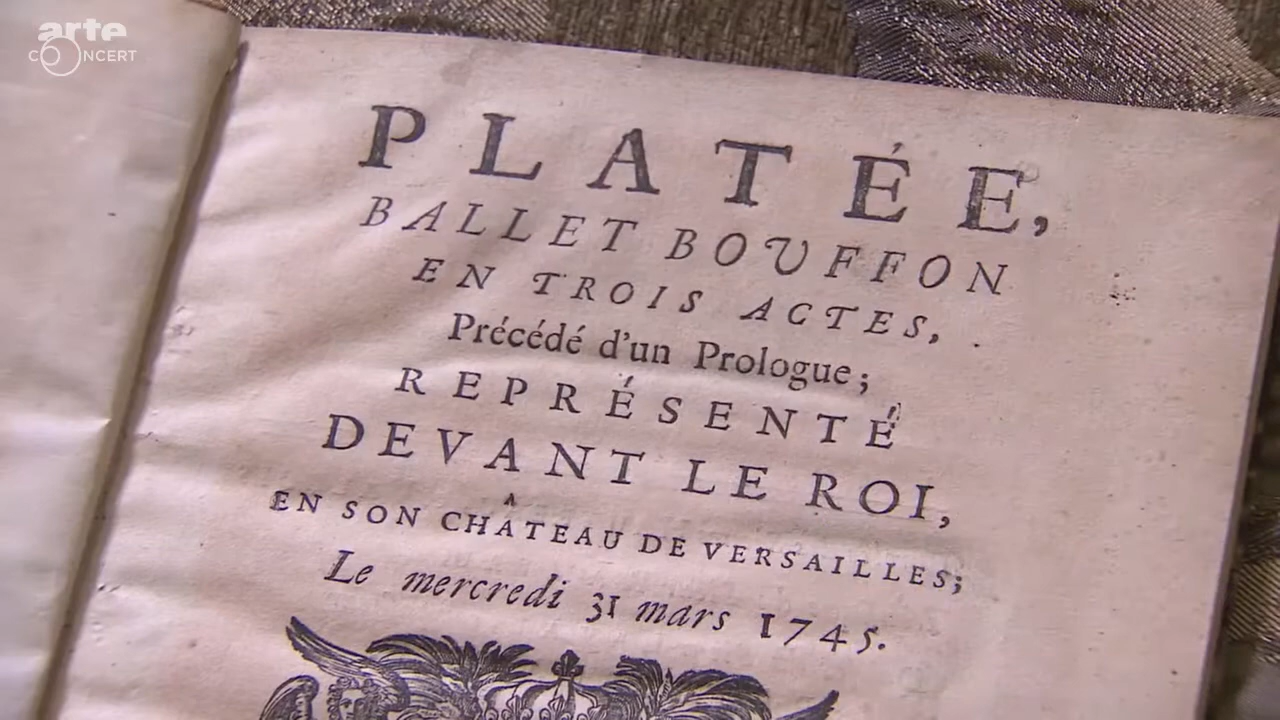 arte
CONCERT
PLATÉE,
BALLET BOUFFON
EN TROIS ACTES,
Précédé d'un Prologue;
REPRÉSENTÉ
DEVANT LE ROI,
EN SON CHÂTEAU DE VERSAILLES;
Le mercredi 31 mars 1745.